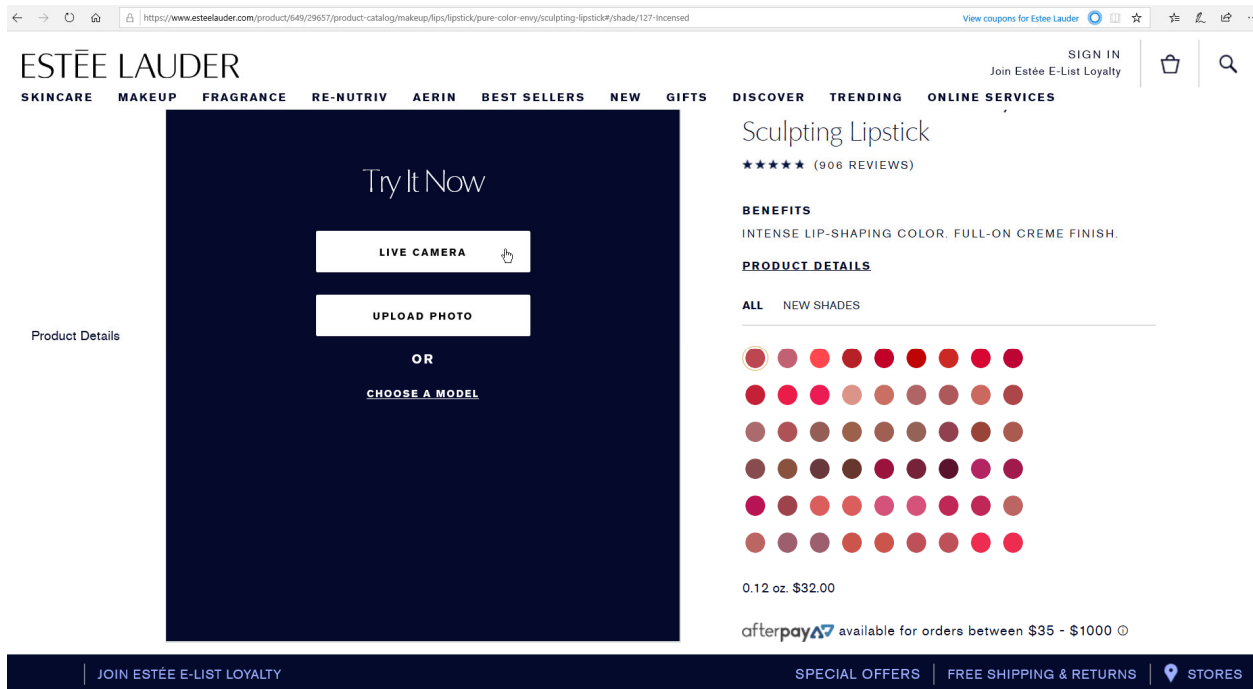 https://www.esteelauder.com/product/649/29657/product-catalog/makeup/lips/lipstick/pure-color-envy/sculpting-lipstick#/shade/127-Incensed
View coupons for Estee Lauder
ESTĒE LAUDER
SIGN IN
Join Estée E-List Loyalty
SKINCARE MAKEUP FRAGRANCE RE-NUTRIV AERIN BEST SELLERS NEW GIFTS DISCOVER TRENDING ONLINE SERVICES
Product Details
Try It Now
LIVE CAMERA
UPLOAD PHOTO
OR
CHOOSE A MODEL
Sculpting Lipstick
(906 REVIEWS)
BENEFITS
INTENSE LIP-SHAPING COLOR. FULL-ON CREME FINISH.
PRODUCT DETAILS
ALL NEW SHADES
0.12 oz. $32.00
afterpay available for orders between $35 - $1000
JOIN ESTÉE E-LIST LOYALTY SPECIAL OFFERS FREE SHIPPING & RETURNS STORES